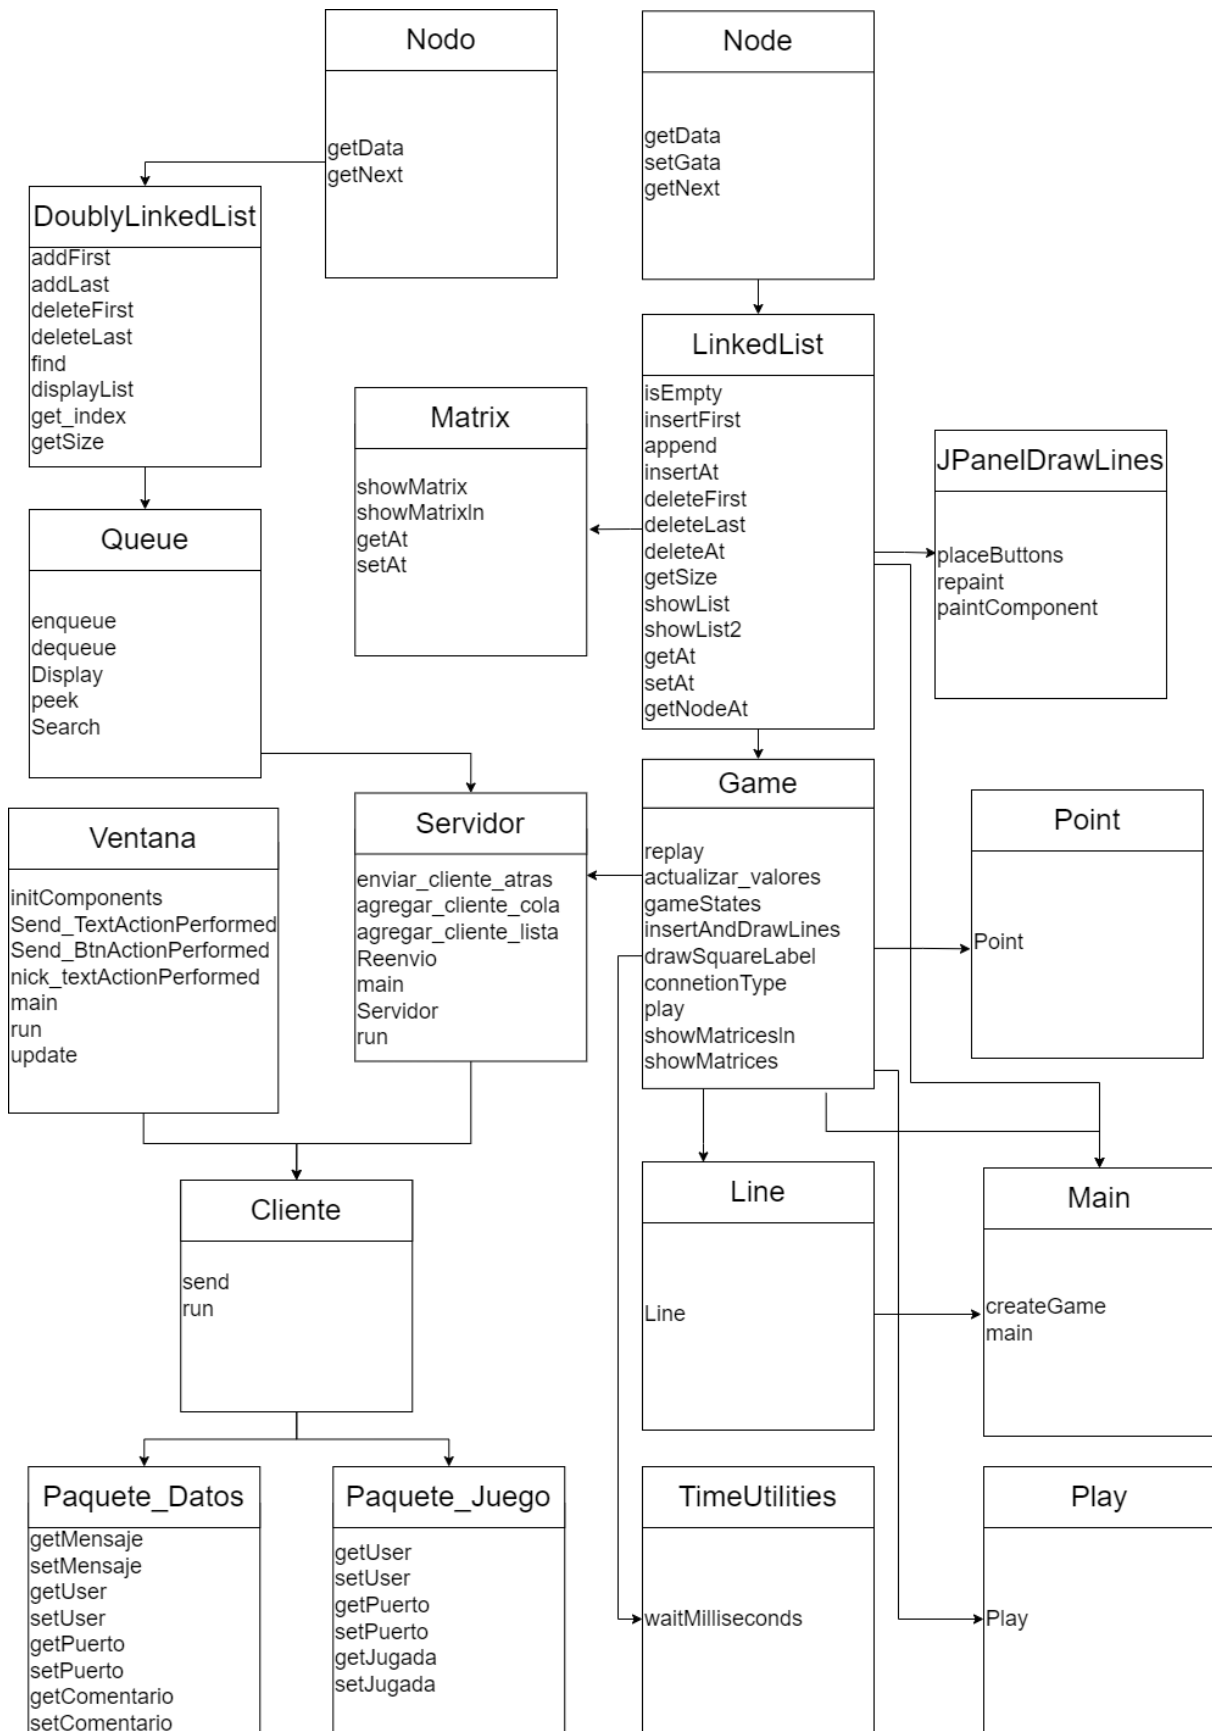 Nodo
getData
getNext
Node
getData
setGata
getNext
DoublyLinkedList
addFirst
addLast
deleteFirst
deleteLast
find
displayList
get_index
getSize
LinkedList
isEmpty
insertFirst
append
insertAt
deleteFirst
deleteLast
deleteAt
getSize
showList
showList2
getAt
setAt
getNodeAt
Matrix
showMatrix
showMatrixln
getAt
setAt
JPanelDrawLines
placeButtons
repaint
paintComponent
Queue
enqueue
dequeue
Display
peek
Search
Ventana
initComponents
Send_TextActionPerformed
Send_BtnActionPerformed
nick_textActionPerformed
main
run
update
Servidor
enviar_cliente_atras
agregar_cliente_cola
agregar_cliente_lista
Reenvio
main
Servidor
run
Game
replay
actualizar_valores
gameStates
insertAndDrawLines
drawSquareLabel
connetionType
play
showMatricesln
showMatrices
Point
Point
Cliente
send
run
Line
Line
Main
createGame
main
Paquete_Datos
getMensaje
setMensaje
getUser
setUser
getPuerto
setPuerto
getComentario
setComentario
Paquete_Juego
getUser
setUser
getPuerto
setPuerto
getJugada
setJugada
TimeUtilities
waitMilliseconds
Play
Play